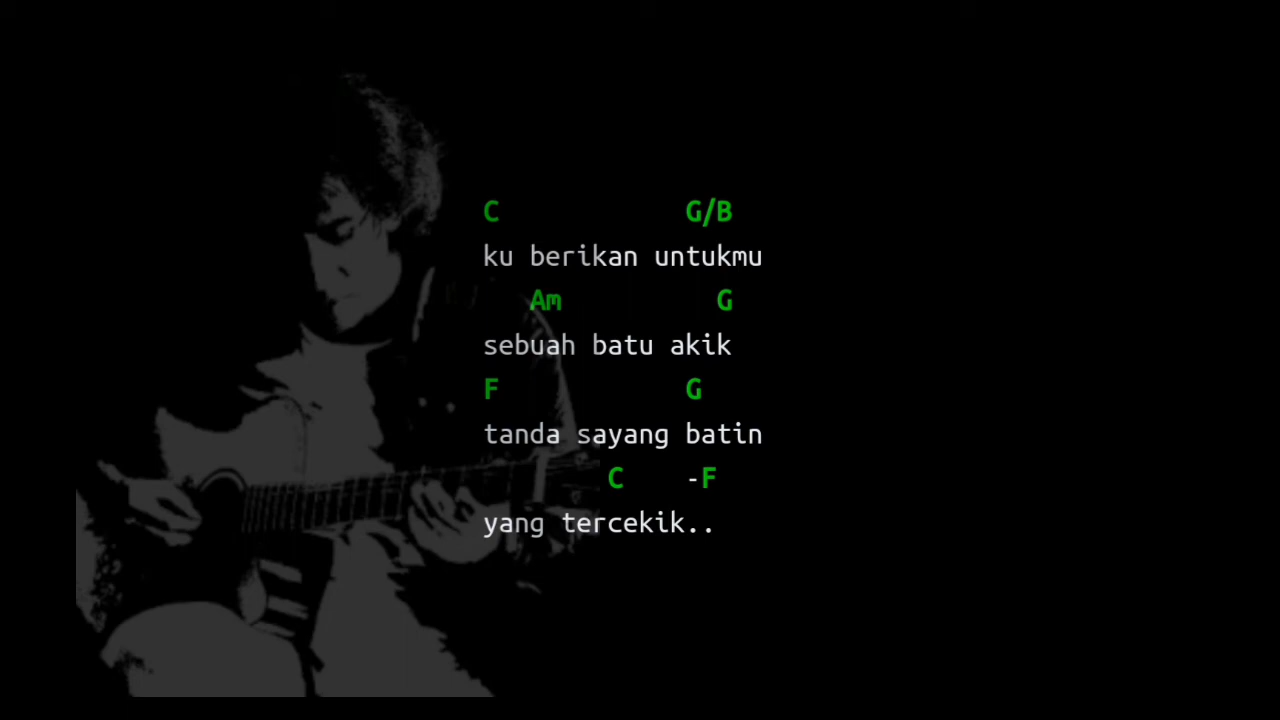 C G/B
ku berikan untukmu
Am G
sebuah batu akik
F G
tanda sayang batin
C -F
yang tercekik..